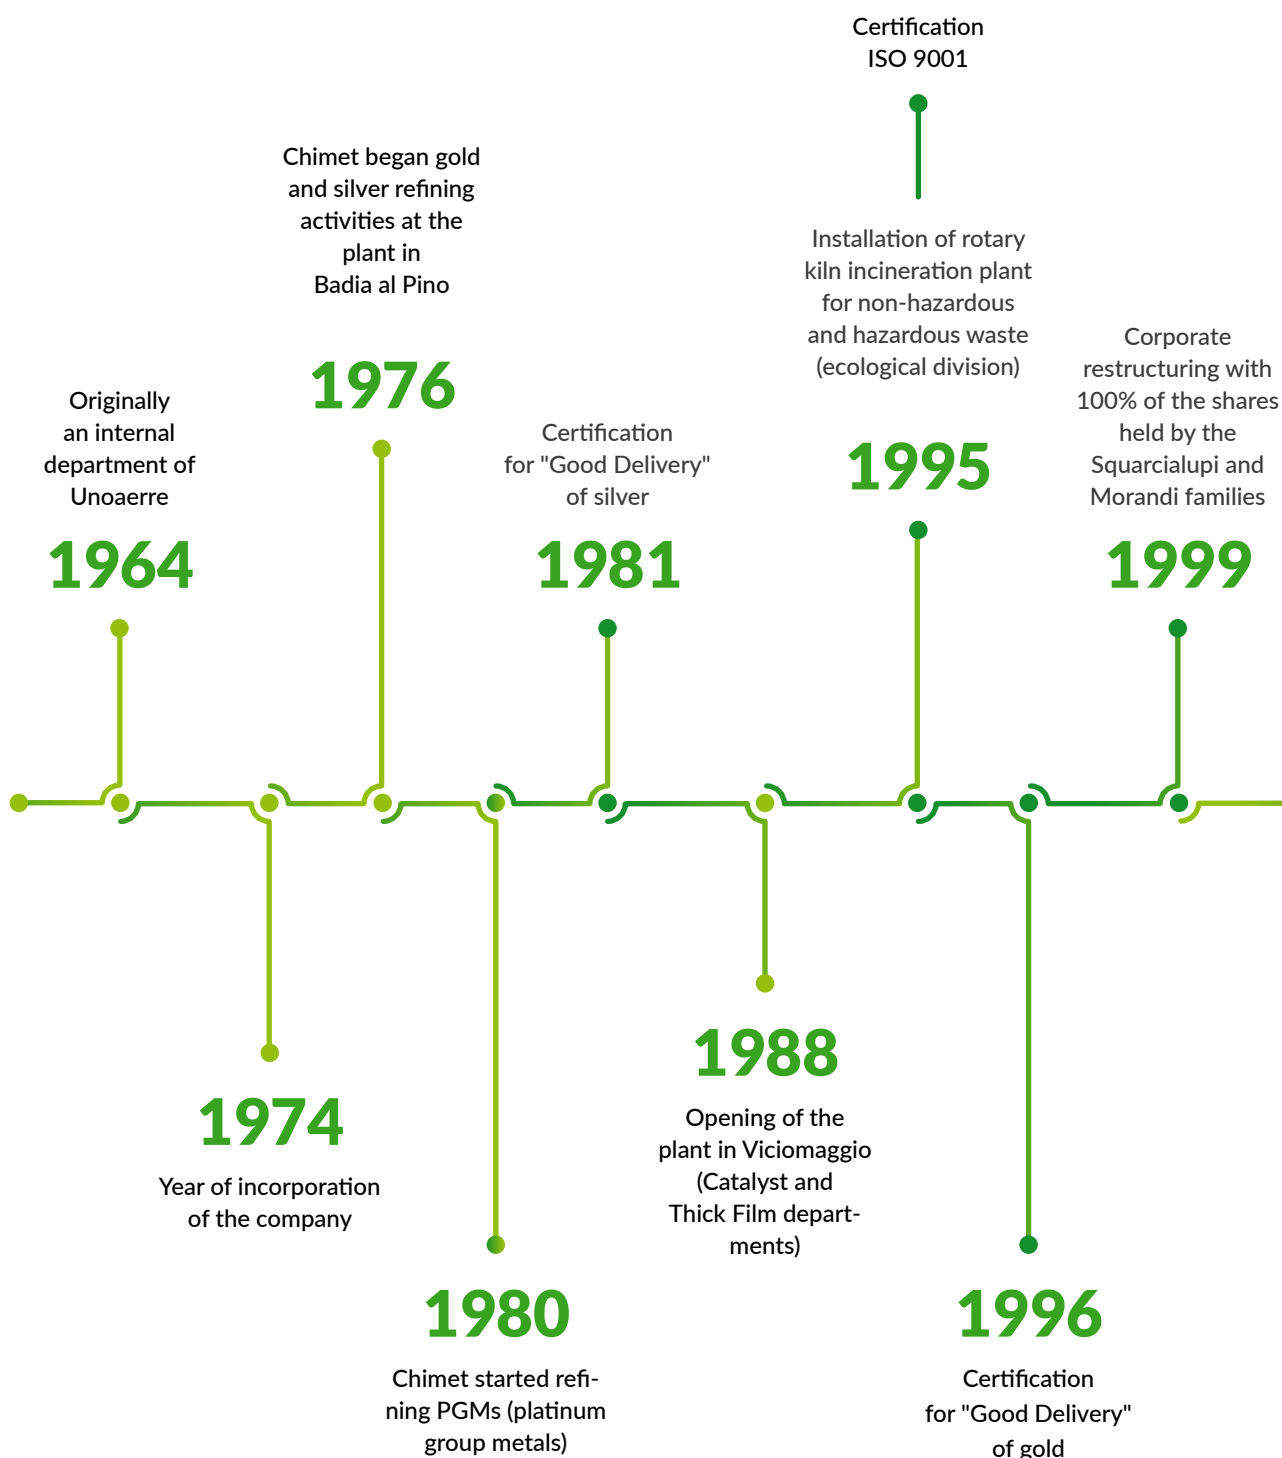 Originally
an internal
department of
Unoaerre
1964
Year of incorporation
of the company
1974
Chimet began gold
and silver refining
activities at the
plant in
Badia al Pino
1976
1980
Chimet started refi-
ning PGMs (platinum
group metals)
Certification
for "Good Delivery"
of silver
1981
1988
Opening of the
plant in Viciomaggio
(Catalyst and
Thick Film depart-
ments)
Certification
ISO 9001
Installation of rotary
kiln incineration plant
for non-hazardous
and hazardous waste
(ecological division)
1995
1996
Certification
for "Good Delivery"
of gold
Corporate
restructuring with
100% of the shares
held by the
Squarcialupi and
Morandi families
1999